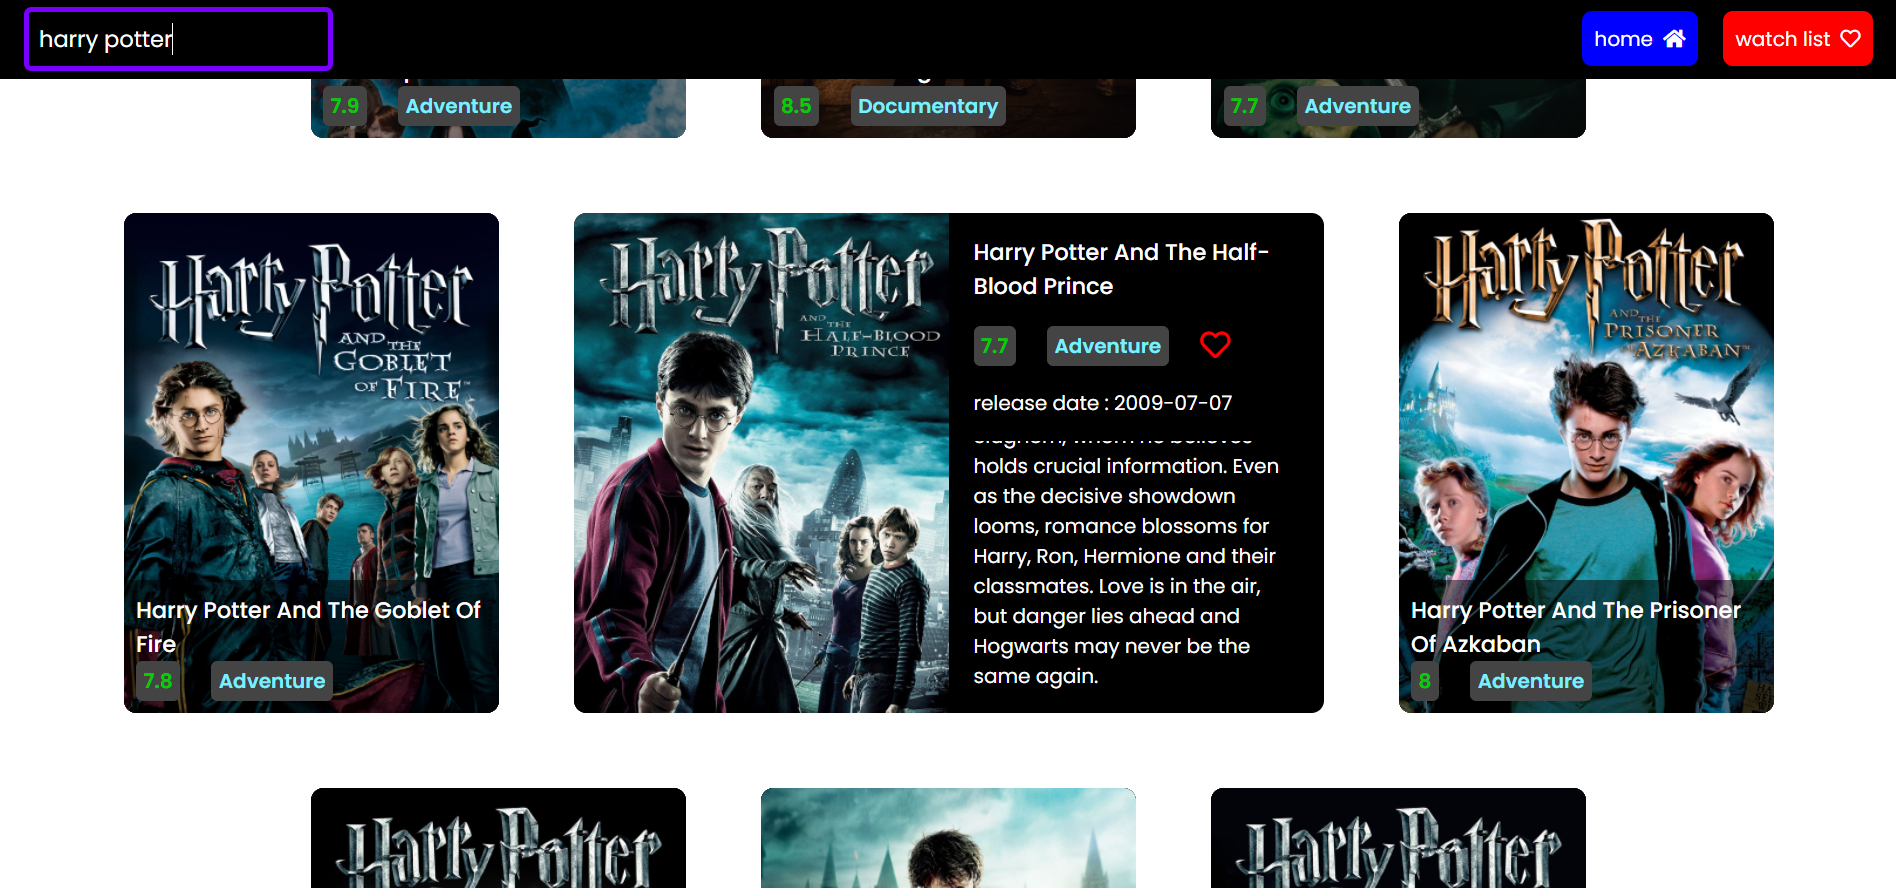 harry potter
home
watch list
7.9
Adventure
8.5
Documentary
7.7
Adventure
Harry Potter
AND THE
GOBLET
OF FIRE
Harry Potter And The Goblet Of
Fire
7.8
Adventure
Harry Potter
AND THE
HALF-BLOOD
PRINCE
Harry Potter And The Half-
Blood Prince
7.7
Adventure
release date : 2009-07-07
holds crucial information. Even
as the decisive showdown
looms, romance blossoms for
Harry, Ron, Hermione and their
classmates. Love is in the air,
but danger lies ahead and
Hogwarts may never be the
same again.
Harry Potter
AND THE
PRISONER
OF AZKABAN™
Harry Potter And The Prisoner
Of Azkaban
8
Adventure
Harry Potter
Harry Potter